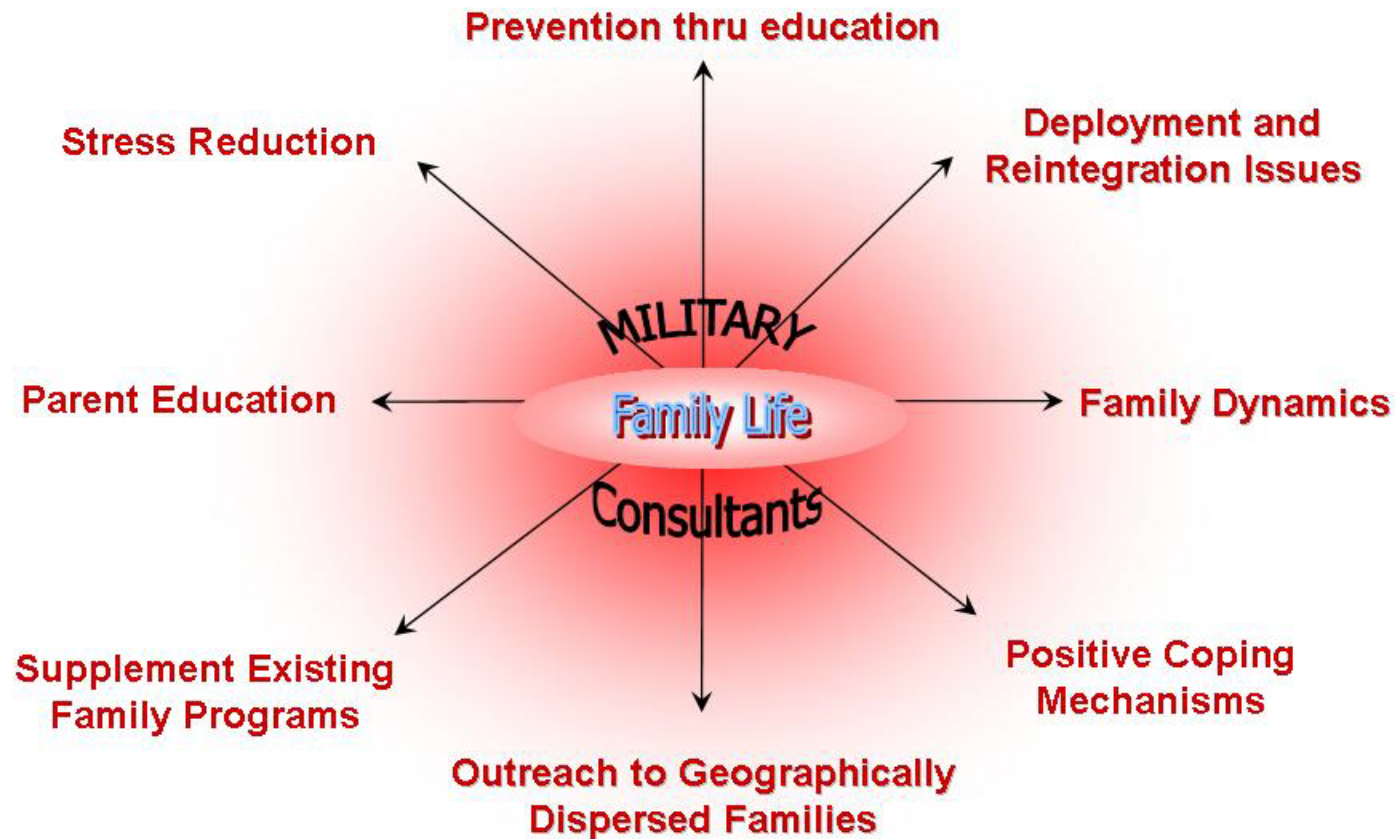 Prevention thru education
Stress Reduction
Deployment and
Reintegration Issues
MILITARY
Parent Education
Family Life
Family Dynamics
Consultants
Supplement Existing
Family Programs
Positive Coping
Mechanisms
Outreach to Geographically
Dispersed Families